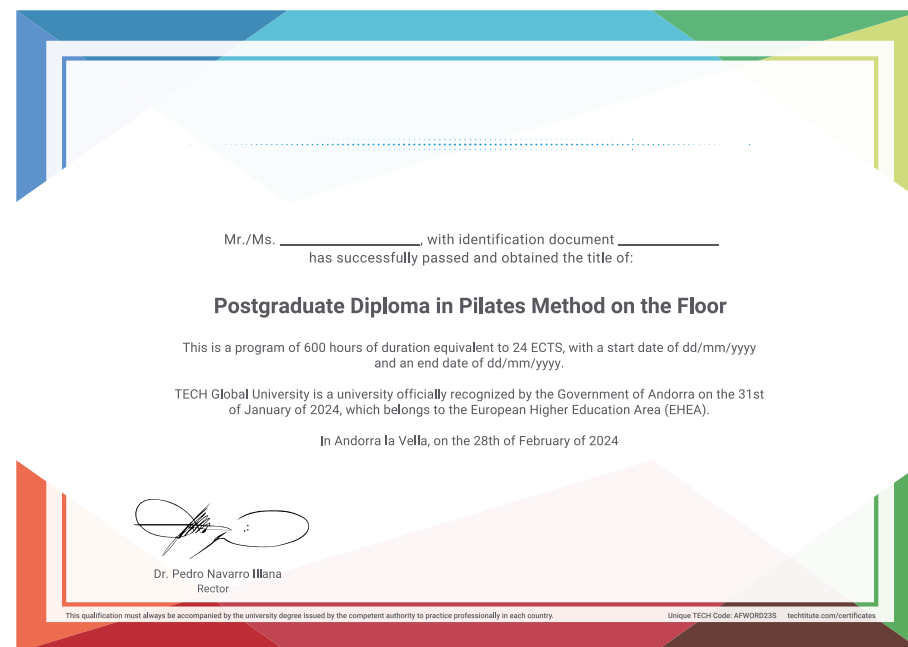 Mr./Ms. ____________, with identification document ____________
has successfully passed and obtained the title of:
Postgraduate Diploma in Pilates Method on the Floor
This is a program of 600 hours of duration equivalent to 24 ECTS, with a start date of dd/mm/yyyy
and an end date of dd/mm/yyyy.
TECH Global University is a university officially recognized by the Government of Andorra on the 31st
of January of 2024, which belongs to the European Higher Education Area (EHEA).
In Andorra la Vella, on the 28th of February of 2024
Dr. Pedro Navarro Illana
Rector
This qualification must always be accompanied by the university degree issued by the competent authority to practice professionally in each country. Unique TECH Code: AFWORD23S techtitute.com/certificates